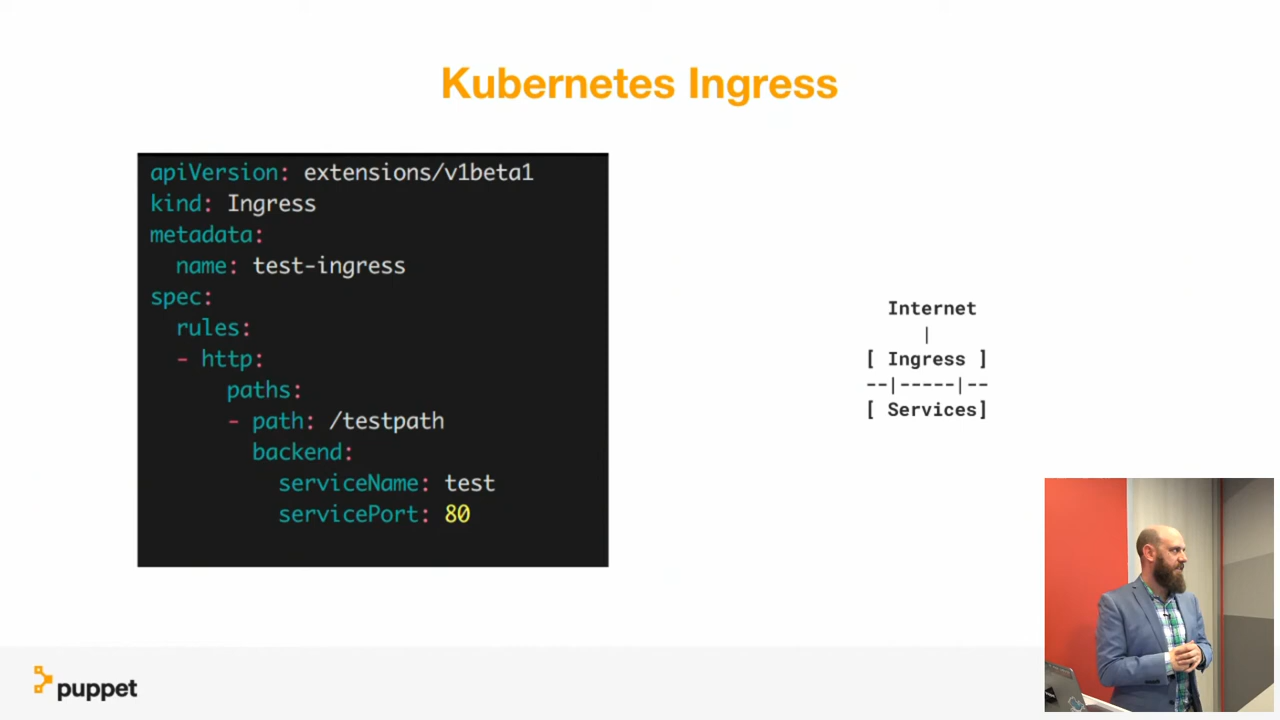 Kubernetes Ingress
apiVersion: extensions/v1beta1
kind: Ingress
metadata:
  name: test-ingress
spec:
  rules:
  - http:
      paths:
      - path: /testpath
        backend:
          serviceName: test
          servicePort: 80
Internet
|
[ Ingress ]
--|-----|--
[ Services]
puppet